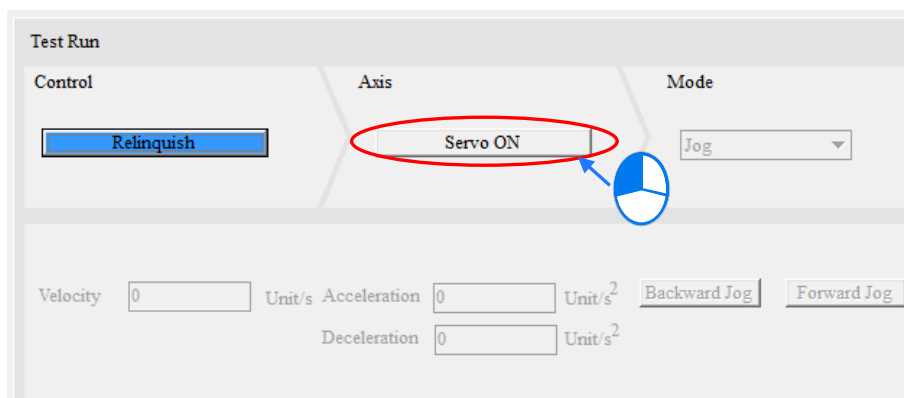 Test Run
Control Axis Mode
Relinquish Servo ON Jog
Velocity 0 Unit/s Acceleration 0 Unit/s² Backward Jog Forward Jog
Deceleration 0 Unit/s²